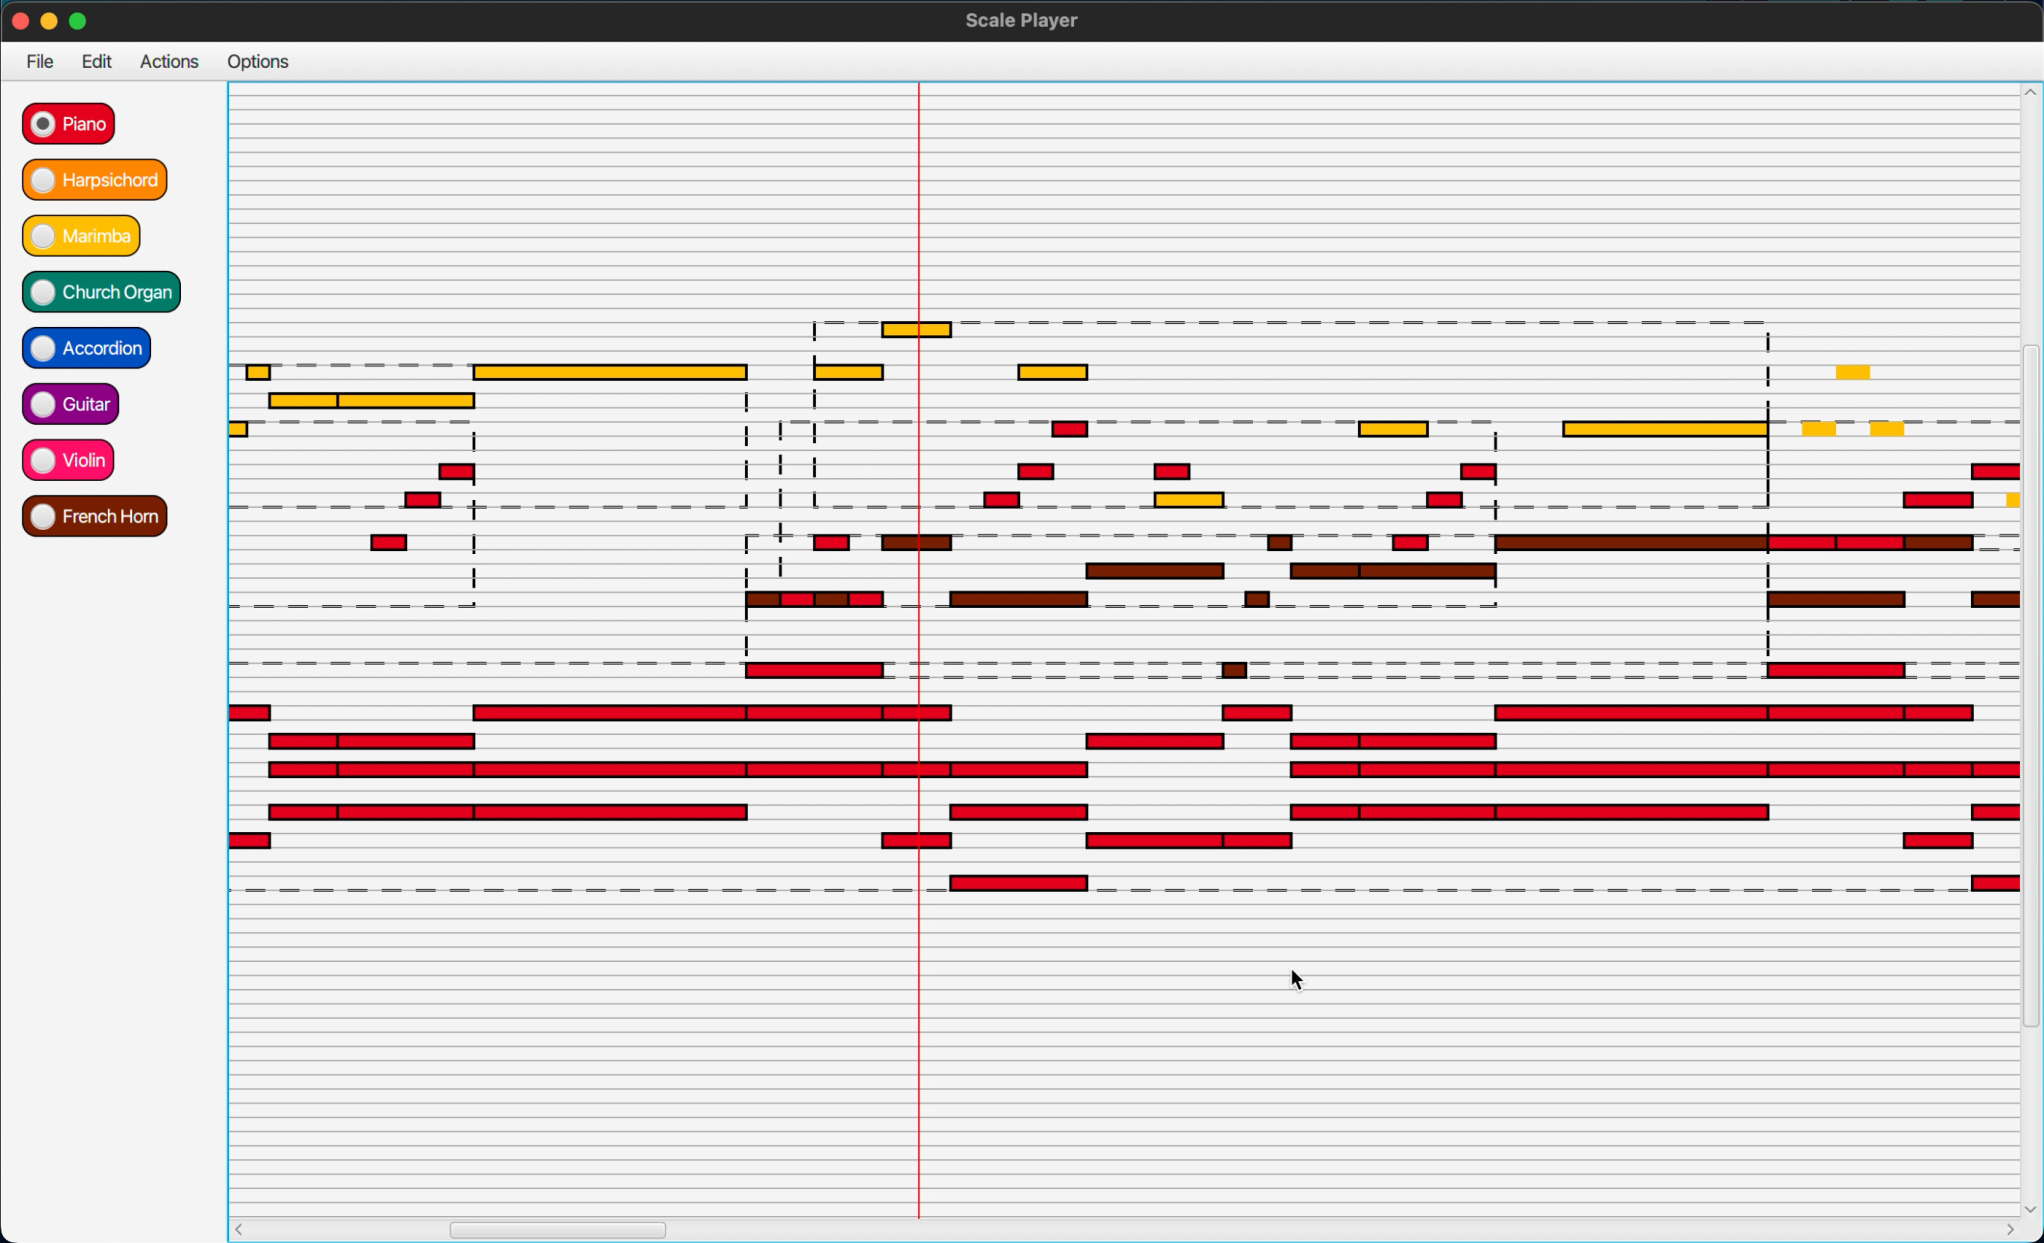 Scale Player
File Edit Actions Options
Piano
Harpsichord
Marimba
Church Organ
Accordion
Guitar
Violin
French Horn